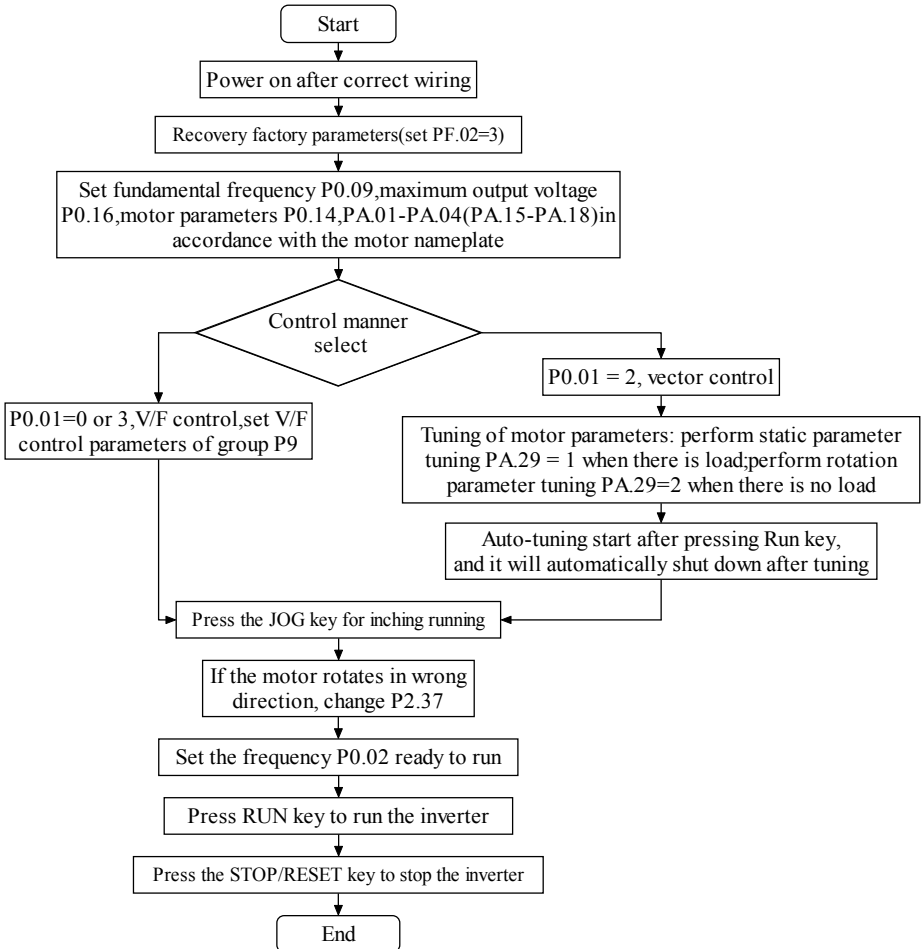 Start
Power on after correct wiring
Recovery factory parameters(set PF.02=3)
Set fundamental frequency P0.09,maximum output voltage
P0.16,motor parameters P0.14,PA.01-PA.04(PA.15-PA.18)in
accordance with the motor nameplate
Control manner
select
P0.01=0 or 3,V/F control,set V/F
control parameters of group P9
P0.01 = 2, vector control
Tuning of motor parameters: perform static parameter
tuning PA.29 = 1 when there is load;perform rotation
parameter tuning PA.29=2 when there is no load
Auto-tuning start after pressing Run key,
and it will automatically shut down after tuning
Press the JOG key for inching running
If the motor rotates in wrong
direction, change P2.37
Set the frequency P0.02 ready to run
Press RUN key to run the inverter
Press the STOP/RESET key to stop the inverter
End